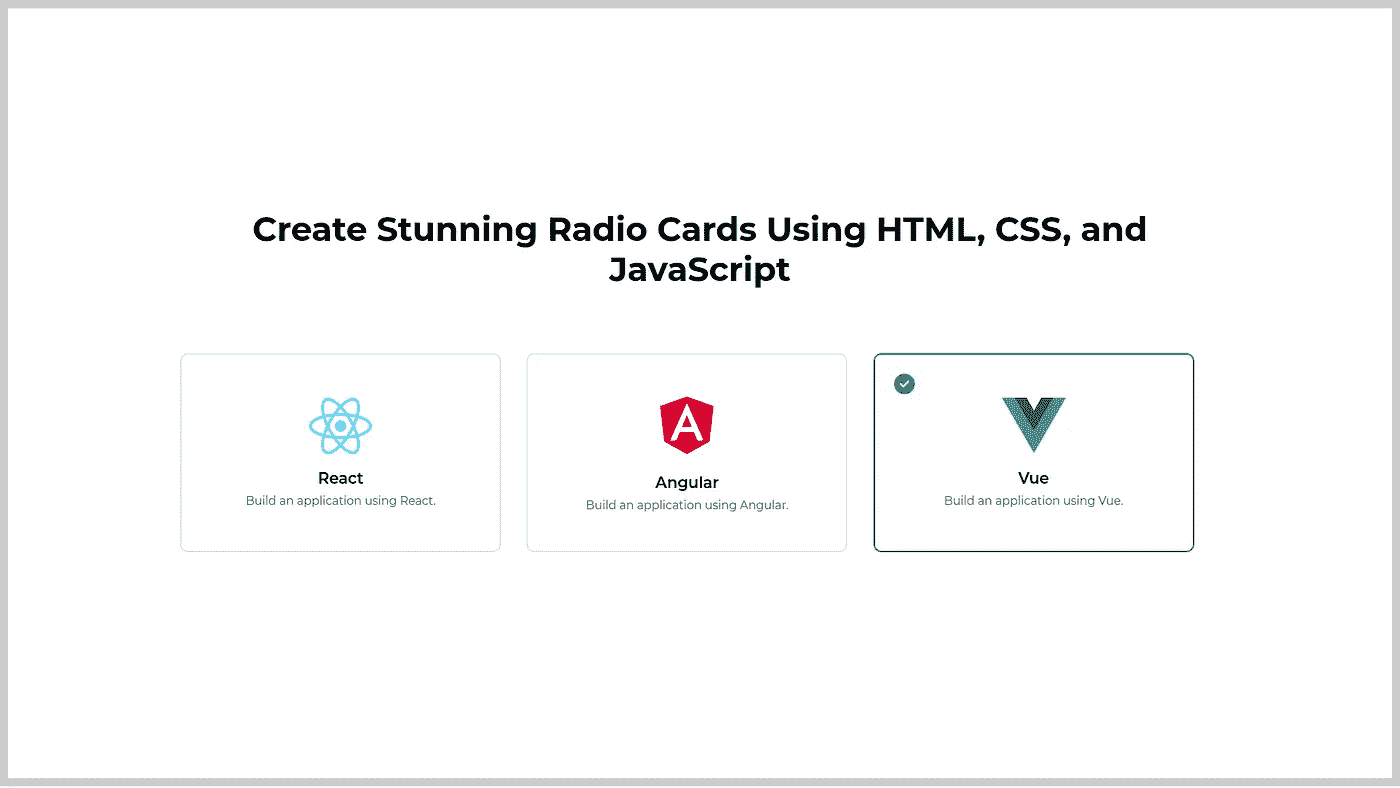 Create Stunning Radio Cards Using HTML, CSS, and
JavaScript
React
Build an application using React.
Angular
Build an application using Angular.
Vue
Build an application using Vue.